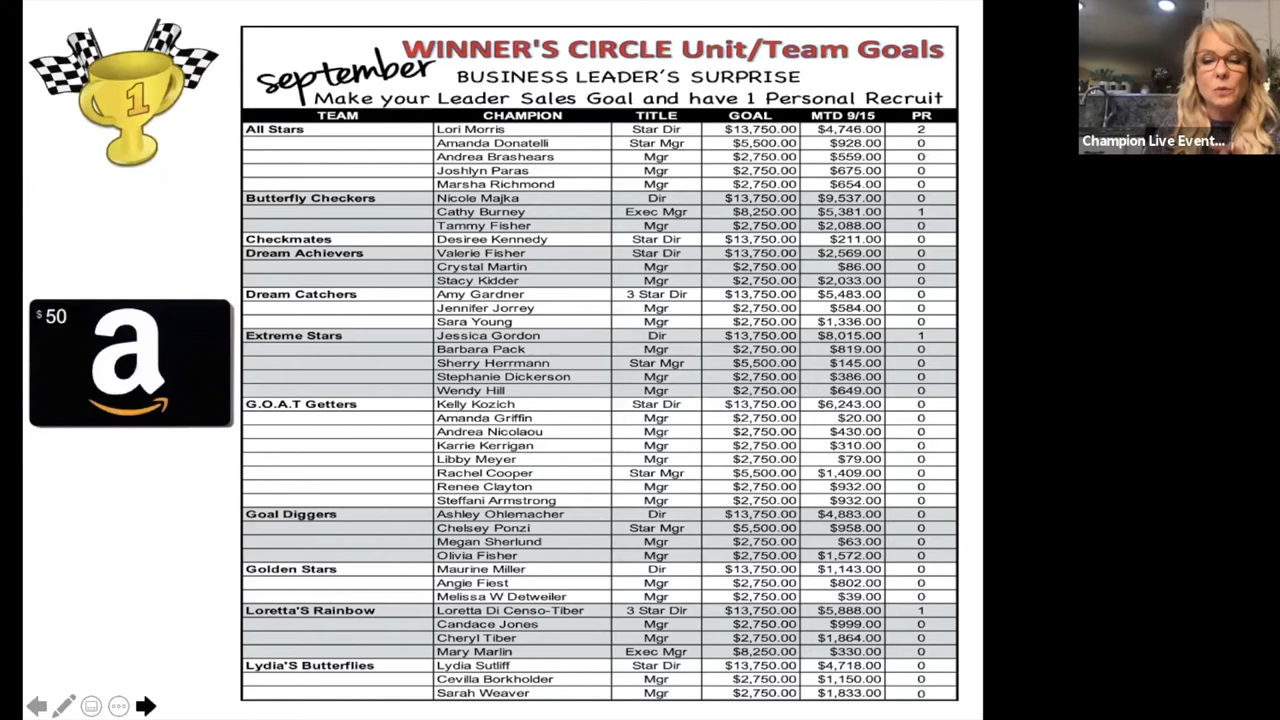 WINNER'S CIRCLE Unit/Team Goals
september
BUSINESS LEADER'S SURPRISE
Make your Leader Sales Goal and have 1 Personal Recruit
TEAM CHAMPION TITLE GOAL MTD 9/15 PR
All Stars Lori Morris Star Dir $13,750.00 $4,746.00 2
Amanda Donatelli Star Mgr $5,500.00 $928.00 0
Andrea Brashears Mgr $2,750.00 $559.00 0
Joshlyn Paras Mgr $2,750.00 $675.00 0
Marsha Richmond Mgr $2,750.00 $654.00 0
Butterfly Checkers Nicole Majka Dir $13,750.00 $9,537.00 0
Cathy Burney Exec Mgr $8,250.00 $5,381.00 1
Tammy Fisher Mgr $2,750.00 $2,088.00 0
Checkmates Desiree Kennedy Star Dir $13,750.00 $211.00 0
Dream Achievers Valerie Fisher Star Dir $13,750.00 $2,569.00 0
Crystal Martin Mgr $2,750.00 $86.00 0
Stacy Kidder Mgr $2,750.00 $2,033.00 0
Dream Catchers Amy Gardner 3 Star Dir $13,750.00 $5,483.00 0
Jennifer Jorrey Mgr $2,750.00 $584.00 0
Sara Young Mgr $2,750.00 $1,336.00 0
Extreme Stars Jessica Gordon Dir $13,750.00 $8,015.00 1
Barbara Pack Mgr $2,750.00 $819.00 0
Sherry Herrmann Star Mgr $5,500.00 $145.00 0
Stephanie Dickerson Mgr $2,750.00 $386.00 0
Wendy Hill Mgr $2,750.00 $649.00 0
G.O.A.T Getters Kelly Kozich Star Dir $13,750.00 $6,243.00 0
Amanda Griffin Mgr $2,750.00 $20.00 0
Andrea Nicolaou Mgr $2,750.00 $430.00 0
Karrie Kerrigan Mgr $2,750.00 $310.00 0
Libby Meyer Mgr $2,750.00 $79.00 0
Rachel Cooper Star Mgr $5,500.00 $1,409.00 0
Renee Clayton Mgr $2,750.00 $932.00 0
Steffani Armstrong Mgr $2,750.00 $932.00 0
Goal Diggers Ashley Ohlemacher Dir $13,750.00 $4,883.00 0
Chelsey Ponzi Star Mgr $5,500.00 $958.00 0
Megan Sherlund Mgr $2,750.00 $63.00 0
Olivia Fisher Mgr $2,750.00 $1,572.00 0
Golden Stars Maurine Miller Dir $13,750.00 $1,143.00 0
Angie Fiest Mgr $2,750.00 $802.00 0
Melissa W Detweiler Mgr $2,750.00 $39.00 0
Loretta'S Rainbow Loretta Di Censo-Tiber 3 Star Dir $13,750.00 $5,888.00 1
Candace Jones Mgr $2,750.00 $999.00 0
Cheryl Tiber Mgr $2,750.00 $1,864.00 0
Mary Marlin Exec Mgr $8,250.00 $330.00 0
Lydia'S Butterflies Lydia Sutliff Star Dir $13,750.00 $4,718.00 0
Cevilla Borkholder Mgr $2,750.00 $1,150.00 0
Sarah Weaver Mgr $2,750.00 $1,833.00 0
1
$50
a
Champion Live Event...